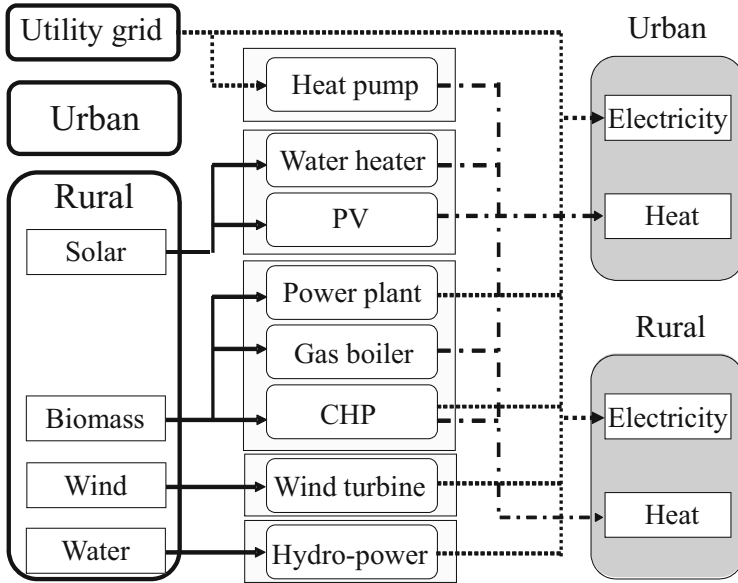 Utility grid
Urban
Rural
Solar
Biomass
Wind
Water
Heat pump
Water heater
PV
Power plant
Gas boiler
CHP
Wind turbine
Hydro-power
Urban
Electricity
Heat
Rural
Electricity
Heat